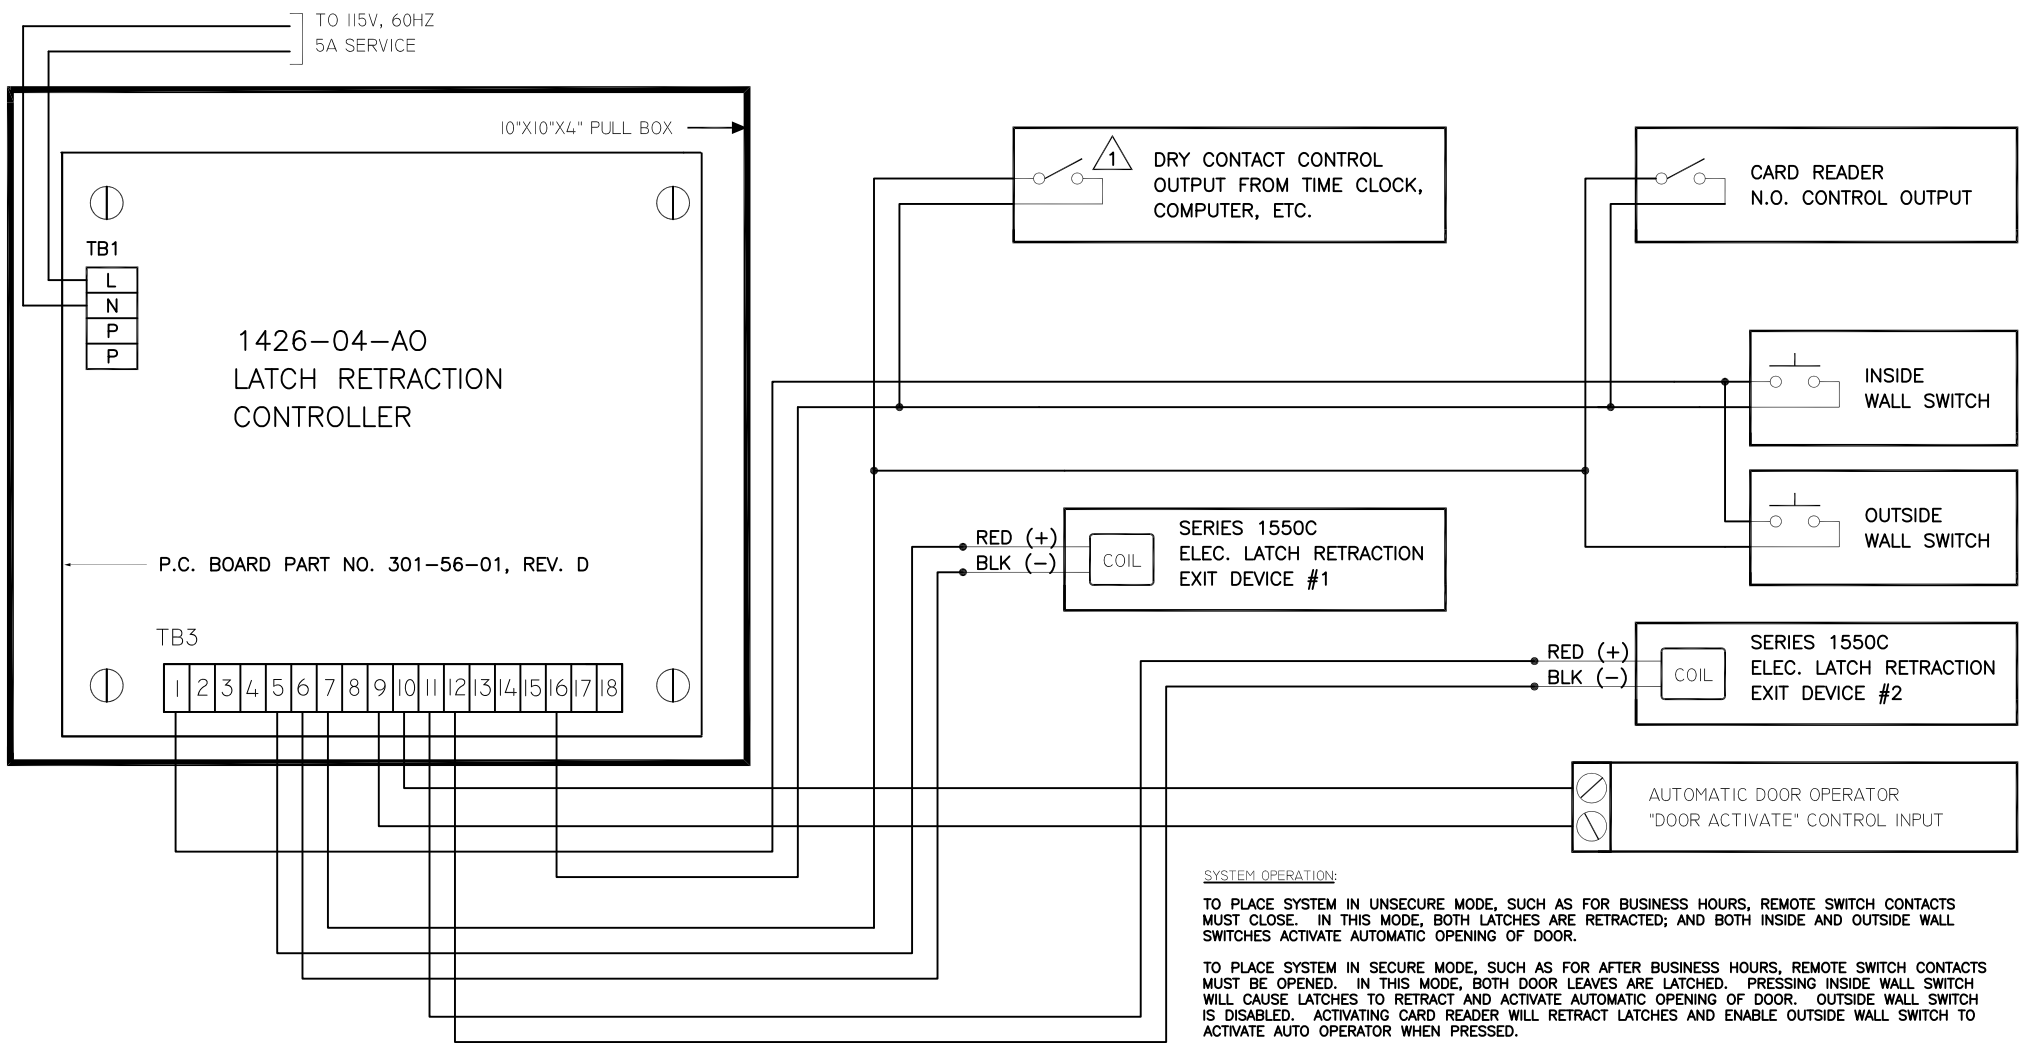 TO 115V, 60HZ
5A SERVICE
10"X10"X4" PULL BOX
TB1
L
N
P
P
1426-04-AO
LATCH RETRACTION
CONTROLLER
P.C. BOARD PART NO. 301-56-01, REV. D
TB3
1 2 3 4 5 6 7 8 9 10 11 12 13 14 15 16 17 18
1
DRY CONTACT CONTROL
OUTPUT FROM TIME CLOCK,
COMPUTER, ETC.
CARD READER
N.O. CONTROL OUTPUT
INSIDE
WALL SWITCH
OUTSIDE
WALL SWITCH
RED (+)
BLK (-)
COIL
SERIES 1550C
ELEC. LATCH RETRACTION
EXIT DEVICE #1
RED (+)
BLK (-)
COIL
SERIES 1550C
ELEC. LATCH RETRACTION
EXIT DEVICE #2
AUTOMATIC DOOR OPERATOR
"DOOR ACTIVATE" CONTROL INPUT
SYSTEM OPERATION:
TO PLACE SYSTEM IN UNSECURE MODE, SUCH AS FOR BUSINESS HOURS, REMOTE SWITCH CONTACTS
MUST CLOSE. IN THIS MODE, BOTH LATCHES ARE RETRACTED; AND BOTH INSIDE AND OUTSIDE WALL
SWITCHES ACTIVATE AUTOMATIC OPENING OF DOOR.
TO PLACE SYSTEM IN SECURE MODE, SUCH AS FOR AFTER BUSINESS HOURS, REMOTE SWITCH CONTACTS
MUST BE OPENED. IN THIS MODE, BOTH DOOR LEAVES ARE LATCHED. PRESSING INSIDE WALL SWITCH
WILL CAUSE LATCHES TO RETRACT AND ACTIVATE AUTOMATIC OPENING OF DOOR. OUTSIDE WALL SWITCH
IS DISABLED. ACTIVATING CARD READER WILL RETRACT LATCHES AND ENABLE OUTSIDE WALL SWITCH TO
ACTIVATE AUTO OPERATOR WHEN PRESSED.